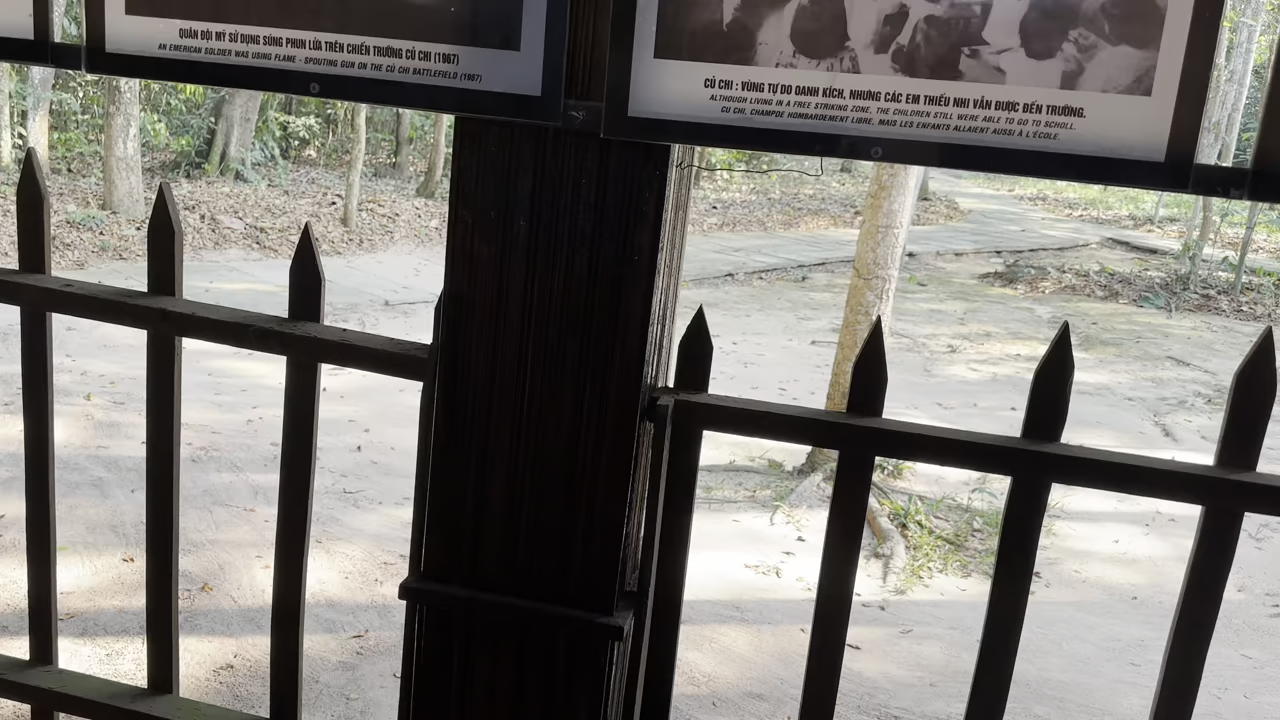 QUÂN ĐỘI MỸ SỬ DỤNG SÚNG PHUN LỬA TRÊN CHIẾN TRƯỜNG CỦ CHI (1967)
AN EMERICAN SOLDIER WAS USING FLAME - SPOUTING GUN ON THE CỦ CHI BATTLEFIELD (1967)
CỦ CHI : VÙNG TỰ DO OANH KÍCH, NHƯNG CÁC EM THIẾU NHI VẪN ĐƯỢC ĐẾN TRƯỜNG.
ALTHOUGH LIVING IN A FREE STRIKING ZONE, THE CHILDREN STILL WERE ABLE TO GO TO SCHOLL.
CU CHI, CHAMPDE HOMBARDEMENT LIBRE, MAIS LES ENFANTS ALLAIENT AUSSI À L'ÉCOLE.